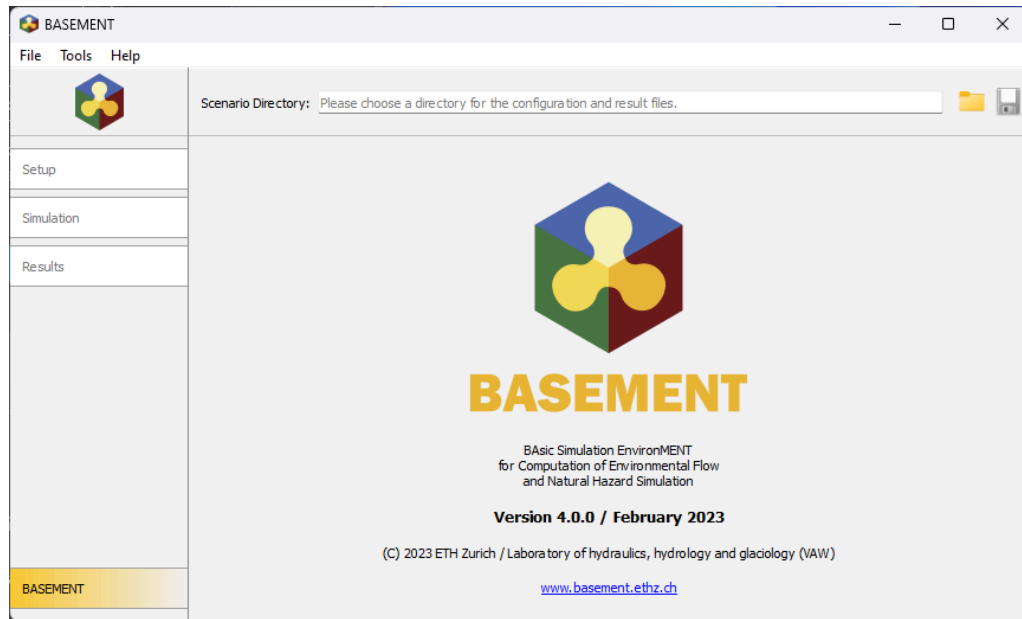 BASEMENT
File Tools Help
Scenario Directory: Please choose a directory for the configuration and result files.
Setup
Simulation
Results
BASEMENT
BAsic Simulation EnvironMENT
for Computation of Environmental Flow
and Natural Hazard Simulation
Version 4.0.0 / February 2023
(C) 2023 ETH Zurich / Laboratory of hydraulics, hydrology and glaciology (VAW)
www.basement.ethz.ch
BASEMENT